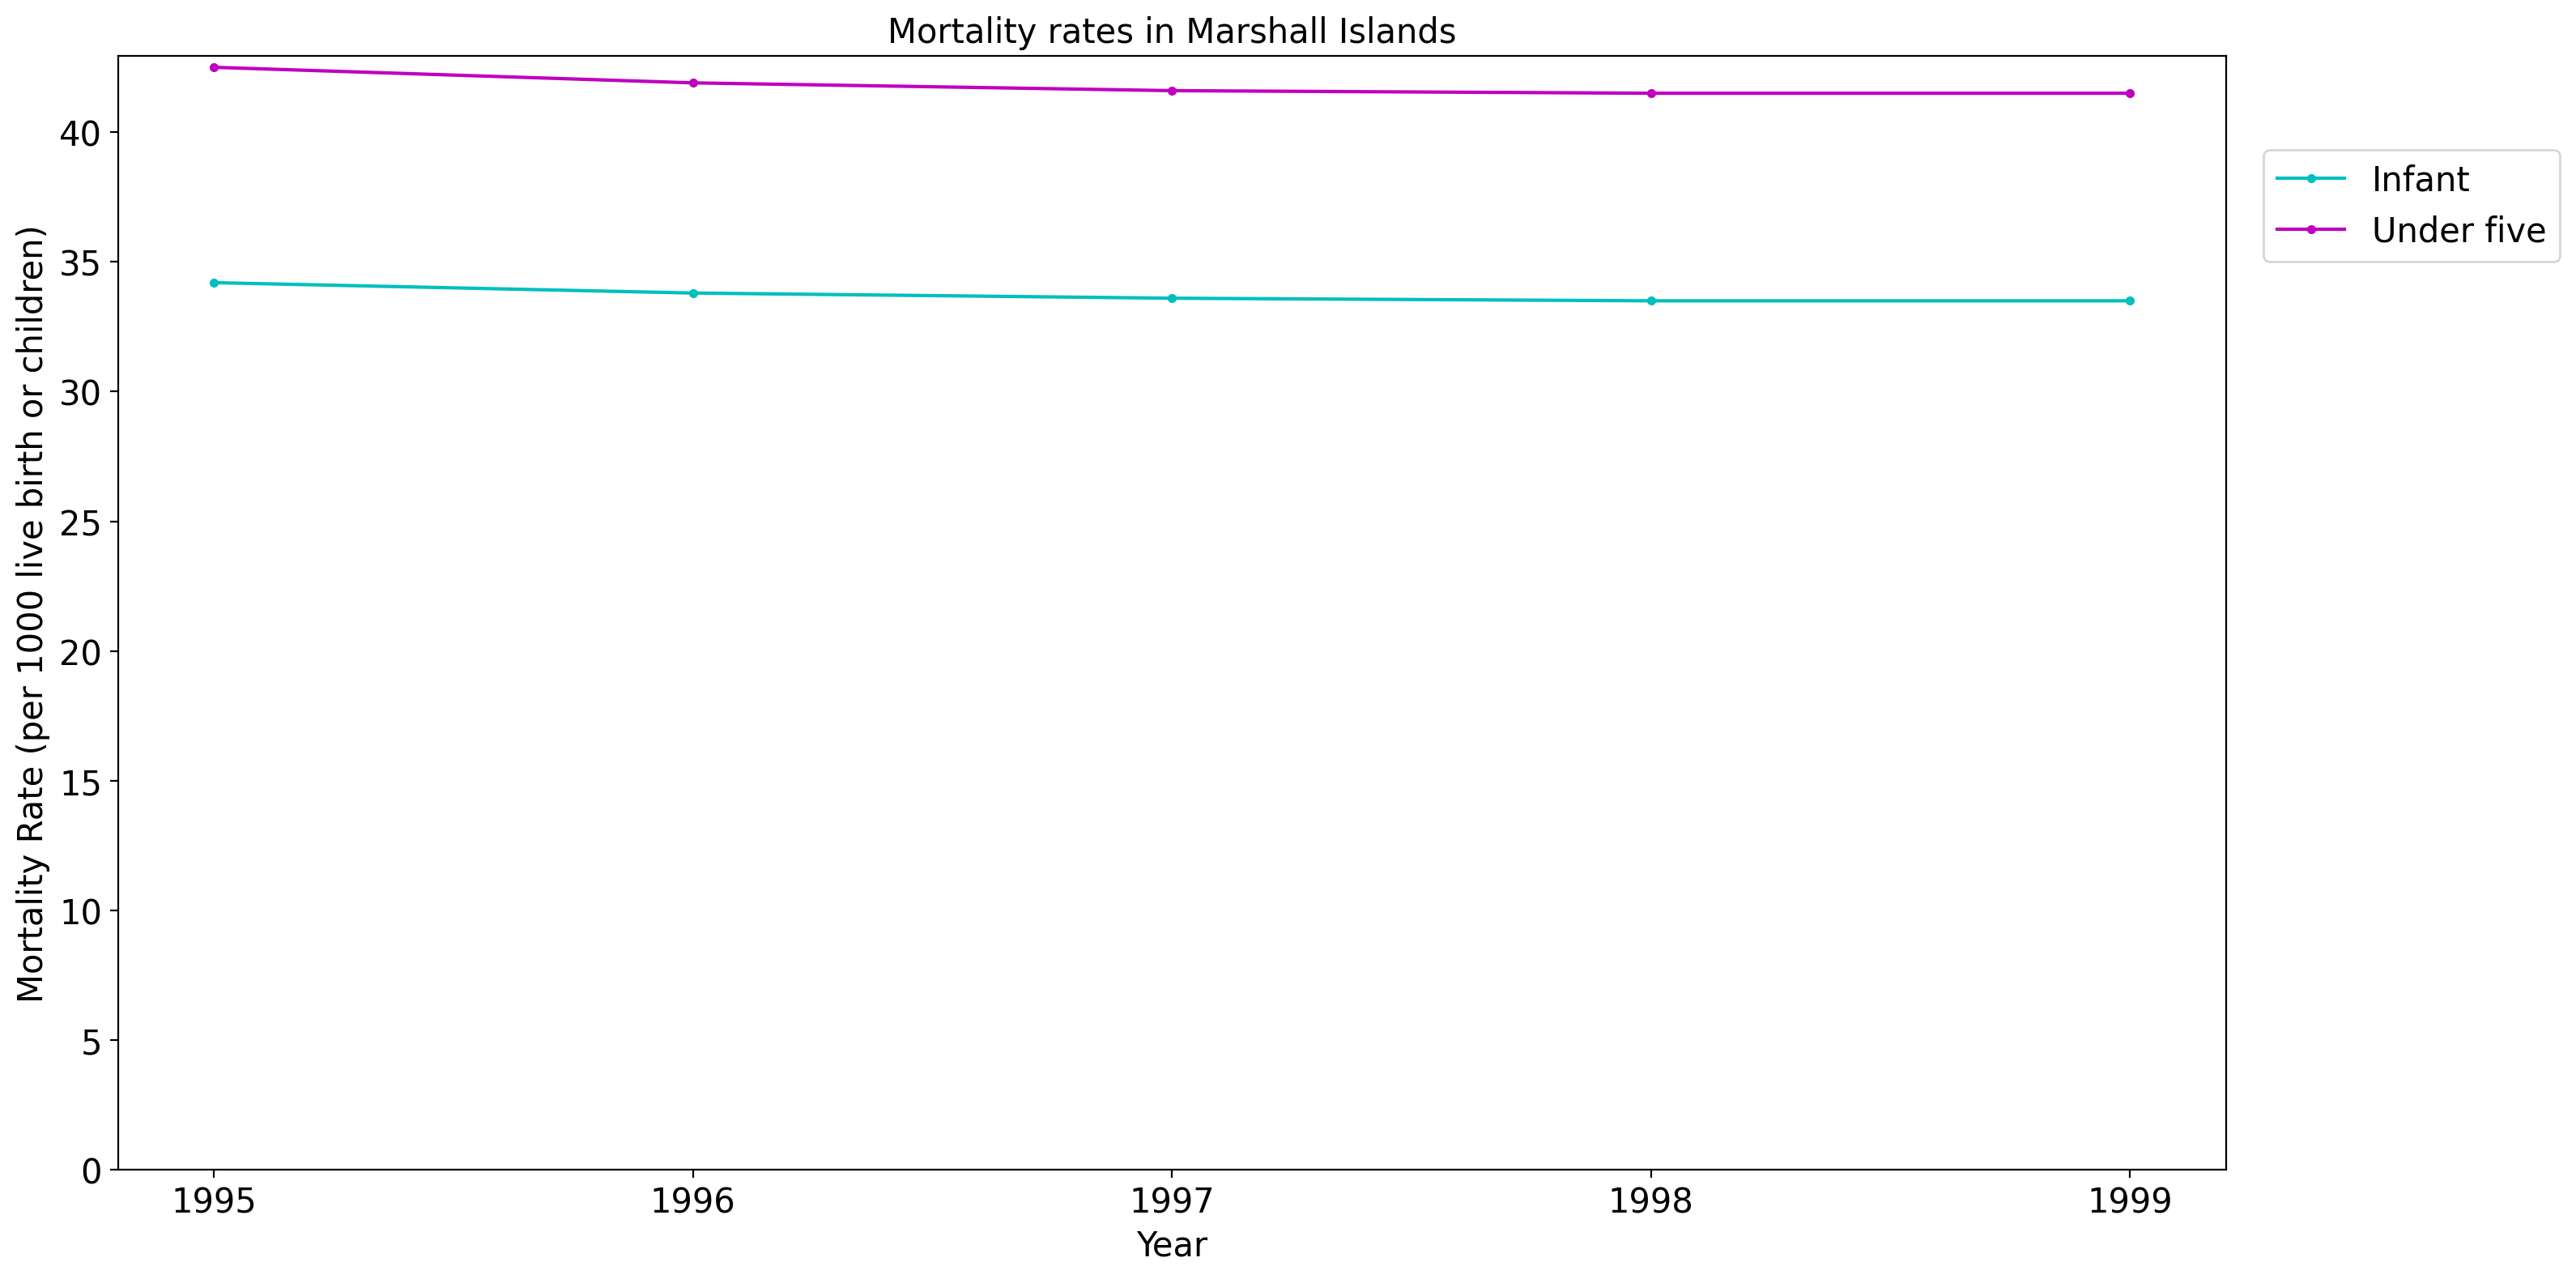 Mortality rates in Marshall Islands
Mortality Rate (per 1000 live birth or children)
40
35
30
25
20
15
10
5
0
1995 1996 1997 1998 1999
Year
Infant
Under five